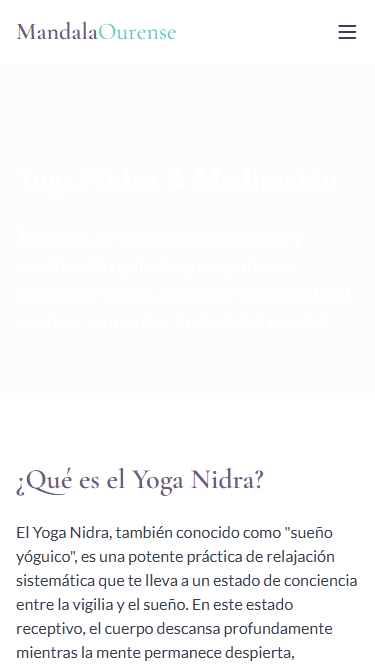 MandalaOurense
Yoga Nidra & Meditación
Técnicas de relajación profunda y
meditación guiada que ayudan a
reducir el estrés, mejorar la calidad del
sueño y aumentar la claridad mental.
¿Qué es el Yoga Nidra?
El Yoga Nidra, también conocido como "sueño
yóguico", es una potente práctica de relajación
sistemática que te lleva a un estado de conciencia
entre la vigilia y el sueño. En este estado
receptivo, el cuerpo descansa profundamente
mientras la mente permanece despierta,